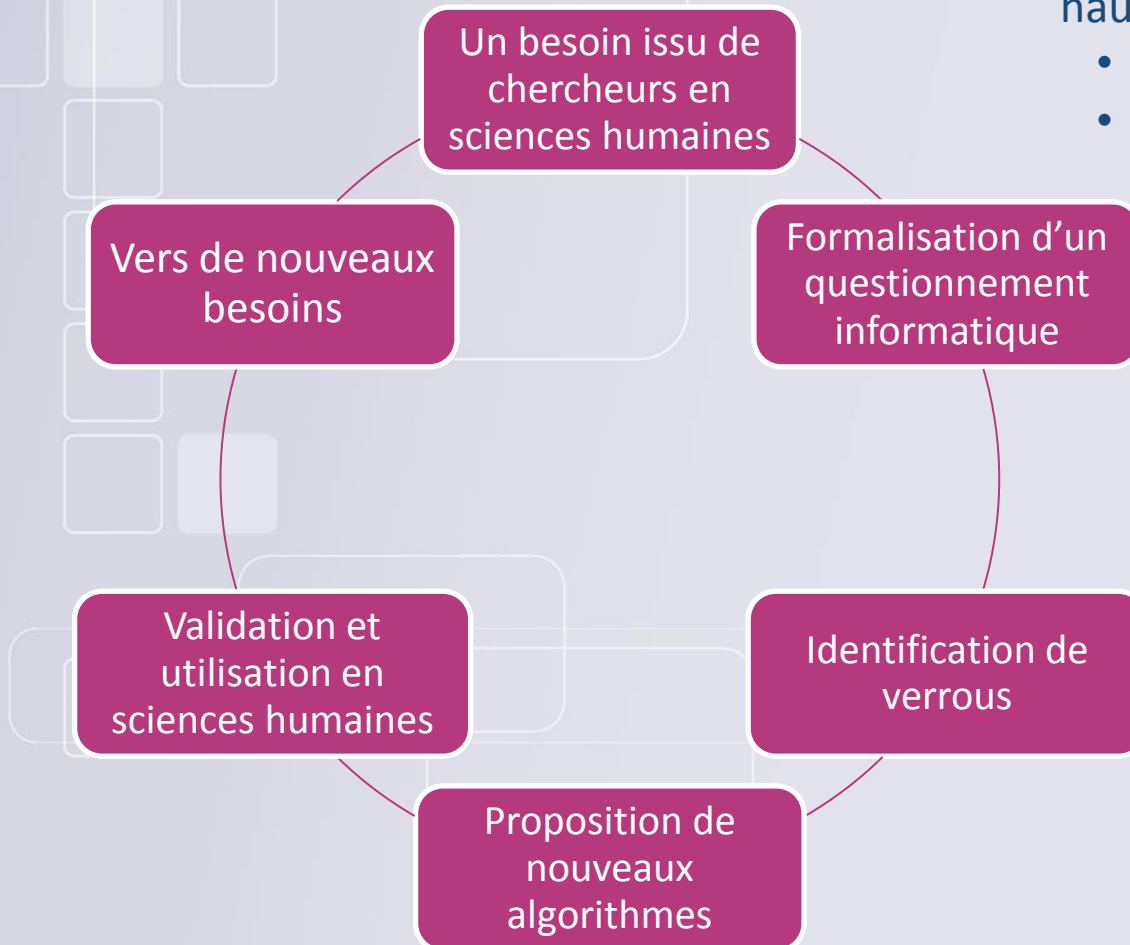 Un besoin issu de
chercheurs en
sciences humaines
Formalisation d’un
questionnement
informatique
Identification de
verrous
Proposition de
nouveaux
algorithmes
Validation et
utilisation en
sciences humaines
Vers de nouveaux
besoins